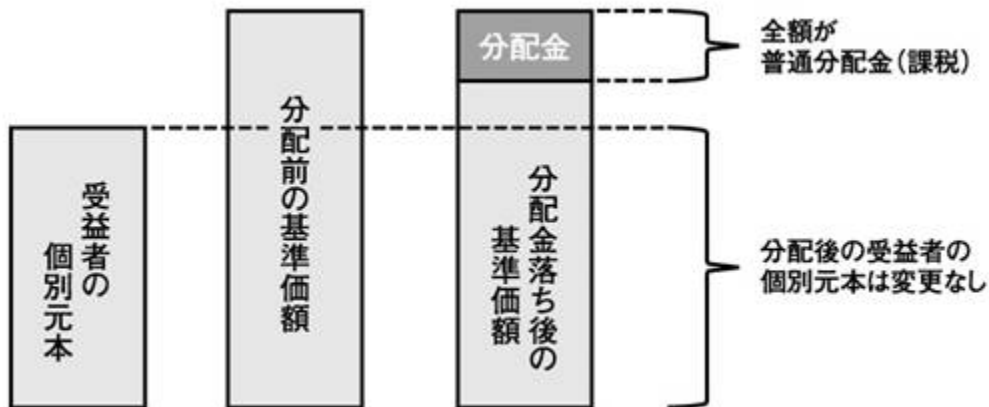 受益者の
個別元本
分配前の基準価額
分配金
分配金落ち後の
基準価額
全額が
普通分配金（課税）
分配後の受益者の
個別元本は変更なし